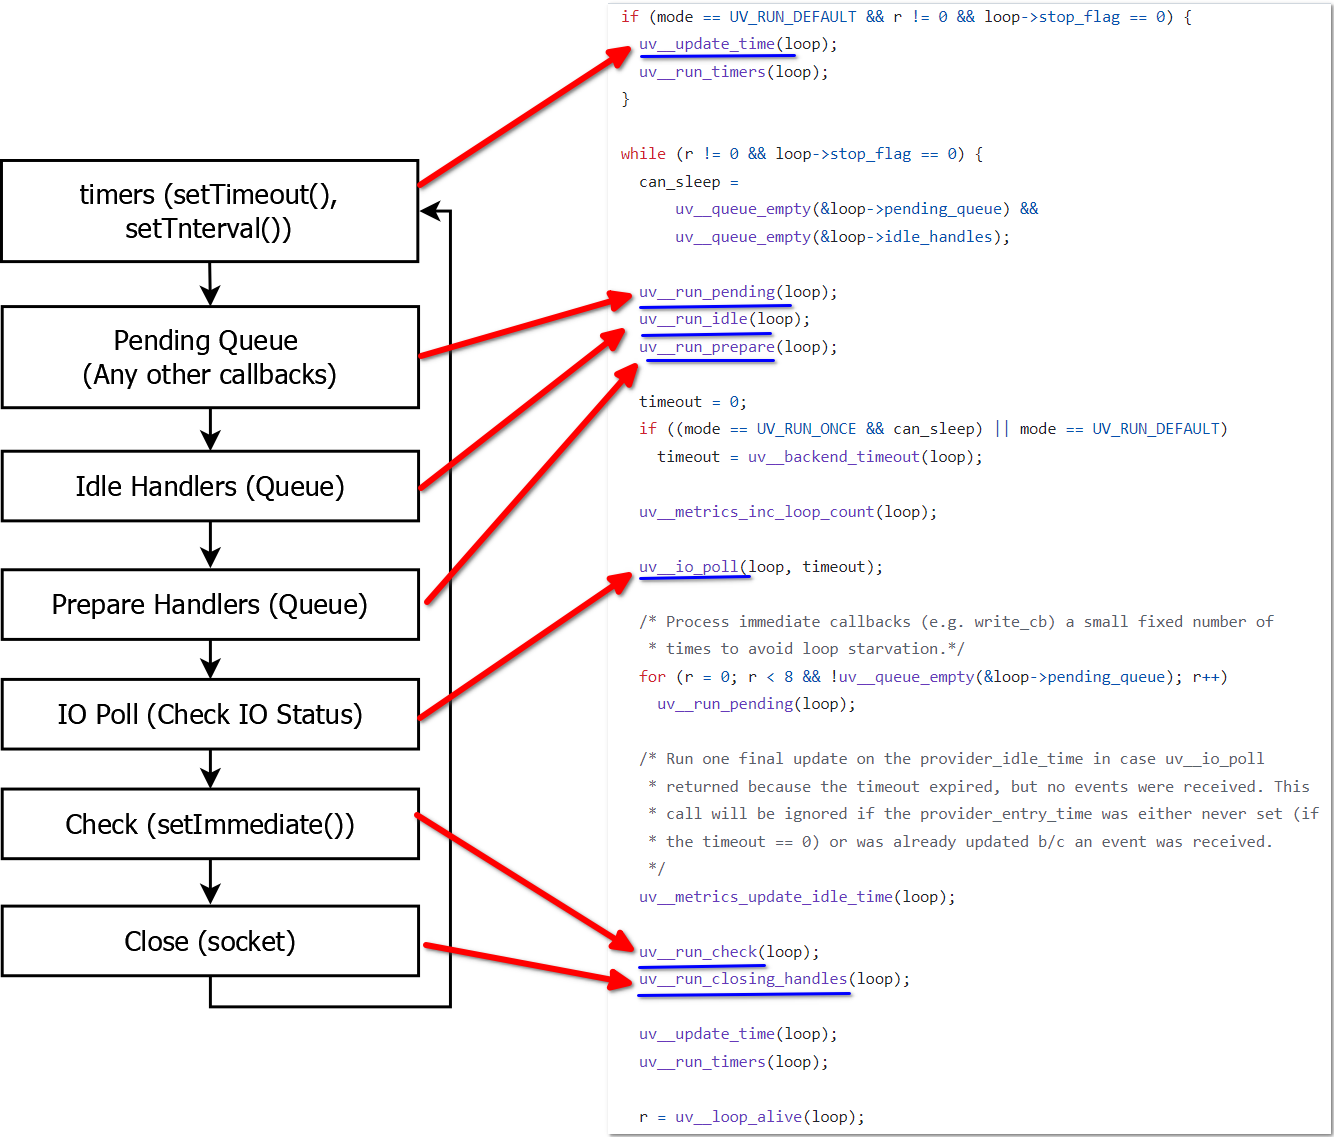 timers (setTimeout(),
setTnterval())
Pending Queue
(Any other callbacks)
Idle Handlers (Queue)
Prepare Handlers (Queue)
IO Poll (Check IO Status)
Check (setImmediate())
Close (socket)
if (mode == UV_RUN_DEFAULT && r != 0 && loop->stop_flag == 0) {
uv__update_time(loop);
uv__run_timers(loop);
}
while (r != 0 && loop->stop_flag == 0) {
can_sleep =
uv__queue_empty(&loop->pending_queue) &&
uv__queue_empty(&loop->idle_handles);
uv__run_pending(loop);
uv__run_idle(loop);
uv__run_prepare(loop);
timeout = 0;
if ((mode == UV_RUN_ONCE && can_sleep) || mode == UV_RUN_DEFAULT)
timeout = uv__backend_timeout(loop);
uv__metrics_inc_loop_count(loop);
uv__io_poll(loop, timeout);
/* Process immediate callbacks (e.g. write_cb) a small fixed number of
* times to avoid loop starvation.*/
for (r = 0; r < 8 && !uv__queue_empty(&loop->pending_queue); r++)
uv__run_pending(loop);
/* Run one final update on the provider_idle_time in case uv__io_poll
* returned because the timeout expired, but no events were received. This
* call will be ignored if the provider_entry_time was either never set (if
* the timeout == 0) or was already updated b/c an event was received.
*/
uv__metrics_update_idle_time(loop);
uv__run_check(loop);
uv__run_closing_handles(loop);
uv__update_time(loop);
uv__run_timers(loop);
r = uv__loop_alive(loop);